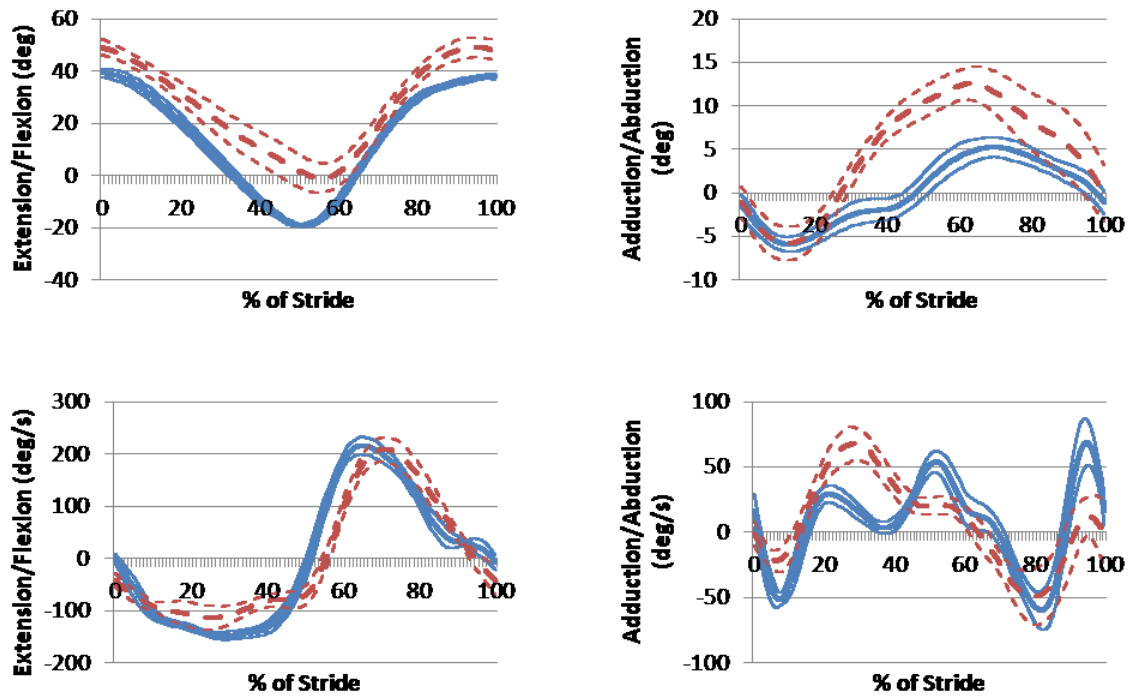 60
40
20
0
-20
-40
0 20 40 60 80 100
Extension/Flexion (deg)
% of Stride
20
15
10
5
0
-5
-10
0 20 40 60 80 100
Adduction/Abduction
(deg)
% of Stride
300
200
100
0
-100
-200
0 20 40 60 80 100
Extension/Flexion (deg/s)
% of Stride
100
50
0
-50
-100
0 20 40 60 80 100
Adduction/Abduction
(deg/s)
% of Stride